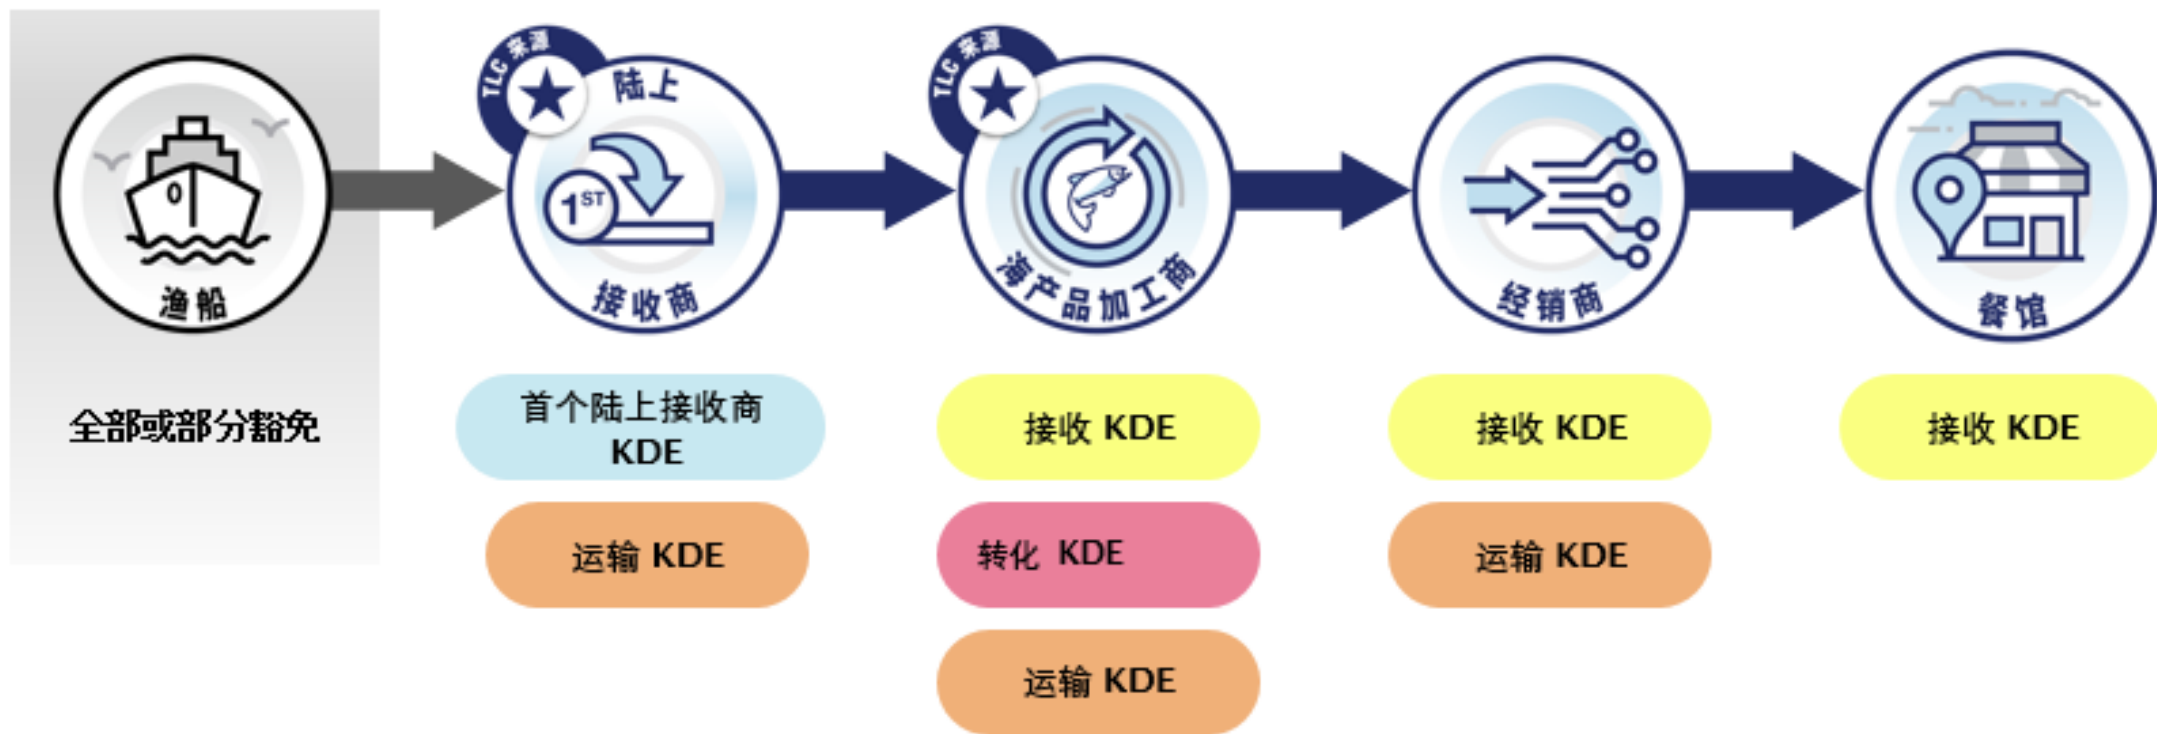 渔船
全部或部分豁免
TLC 来源
陆上
1ST
接收商
首个陆上接收商
KDE
运输 KDE
TLC 来源
海产品加工商
接收 KDE
转化 KDE
运输 KDE
经销商
接收 KDE
运输 KDE
餐馆
接收 KDE